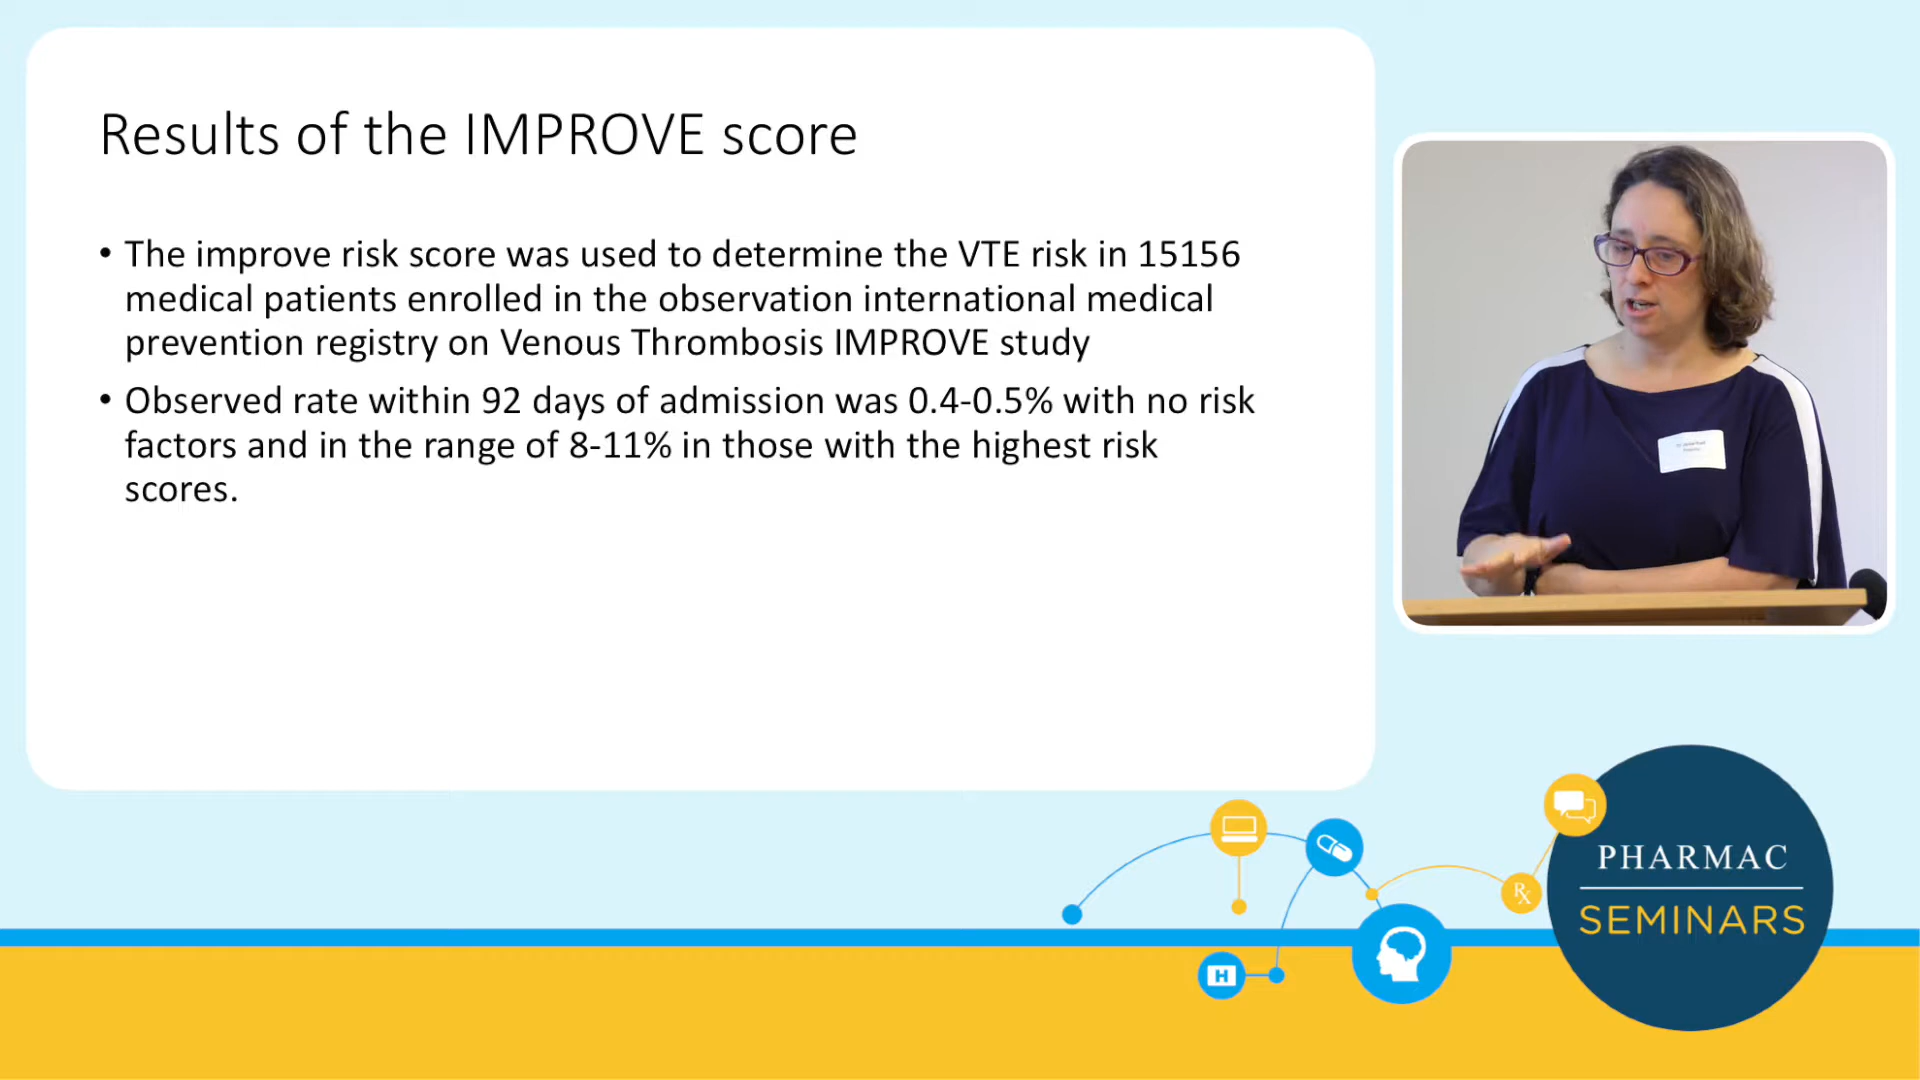 Results of the IMPROVE score
• The improve risk score was used to determine the VTE risk in 15156
medical patients enrolled in the observation international medical
prevention registry on Venous Thrombosis IMPROVE study
• Observed rate within 92 days of admission was 0.4-0.5% with no risk
factors and in the range of 8-11% in those with the highest risk
scores.
PHARMAC
SEMINARS
Rx
H